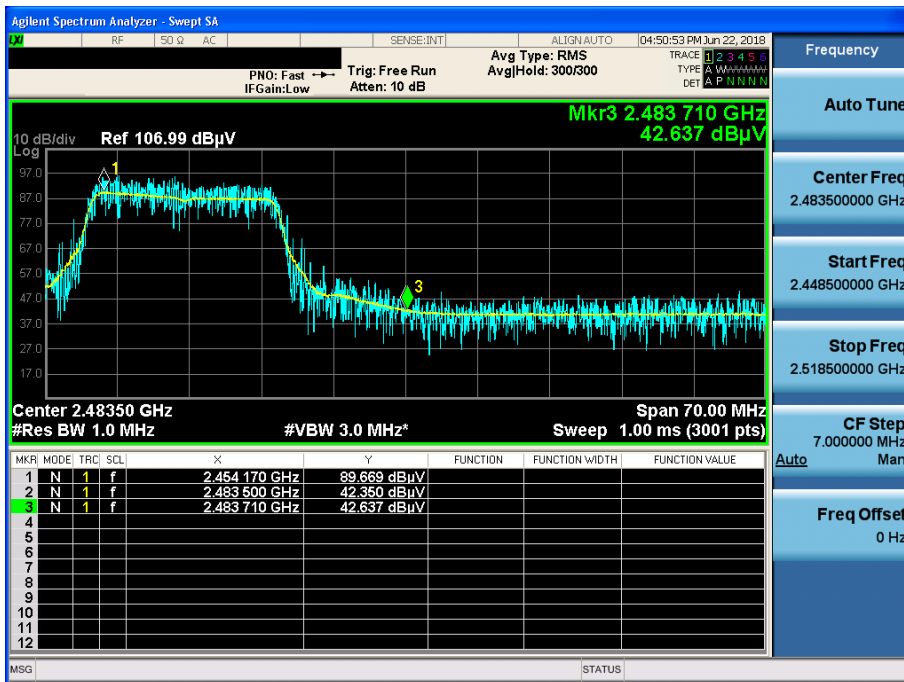 Agilent Spectrum Analyzer - Swept SA
LXI RF 50 Ω AC SENSE:INT ALIGN AUTO 04:50:53 PM Jun 22, 2018
PNO: Fast
IFGain:Low
Trig: Free Run
Atten: 10 dB
Avg Type: RMS
Avg|Hold: 300/300
TRACE 1 2 3 4 5 6
TYPE A WWWWW
DET A P N N N N
Mkr3 2.483 710 GHz
42.637 dBµV
10 dB/div Ref 106.99 dBµV
Log
97.0
87.0
77.0
67.0
57.0
47.0
37.0
27.0
17.0
1
3
Center 2.48350 GHz Span 70.00 MHz
#Res BW 1.0 MHz #VBW 3.0 MHz* Sweep 1.00 ms (3001 pts)
MKR MODE TRC SCL X Y FUNCTION FUNCTION WIDTH FUNCTION VALUE
1 N 1 f 2.454 170 GHz 89.669 dBµV
2 N 1 f 2.483 500 GHz 42.350 dBµV
3 N 1 f 2.483 710 GHz 42.637 dBµV
4
5
6
7
8
9
10
11
12
MSG STATUS
Frequency
Auto Tune
Center Freq
2.483500000 GHz
Start Freq
2.448500000 GHz
Stop Freq
2.518500000 GHz
CF Step
7.000000 MHz
Auto Man
Freq Offset
0 Hz